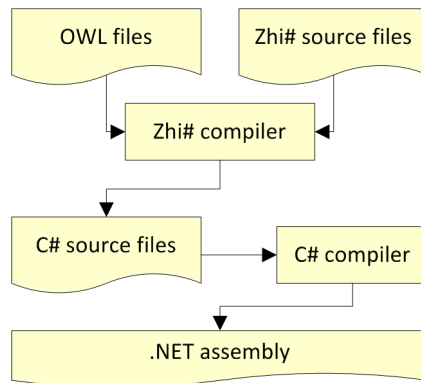 OWL files
Zhi# source files
Zhi# compiler
C# source files
C# compiler
.NET assembly